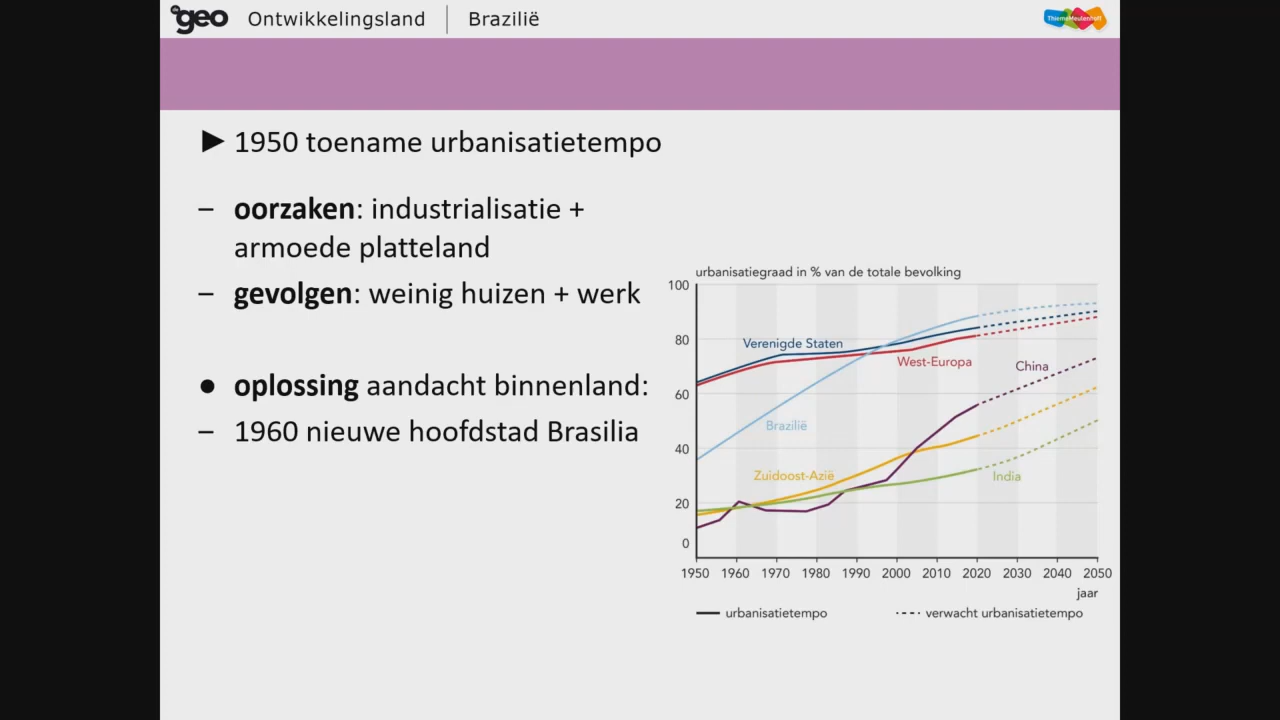 de geo Ontwikkelingsland Brazilië
ThiemeMeulenhoff
► 1950 toename urbanisatietempo
– oorzaken: industrialisatie +
armoede platteland
– gevolgen: weinig huizen + werk
● oplossing aandacht binnenland:
– 1960 nieuwe hoofdstad Brasilia
urbanisatiegraad in % van de totale bevolking
100
80
60
40
20
0
Verenigde Staten
West-Europa
China
Brazilië
Zuidoost-Azië
India
1950 1960 1970 1980 1990 2000 2010 2020 2030 2040 2050
jaar
urbanisatietempo
verwacht urbanisatietempo